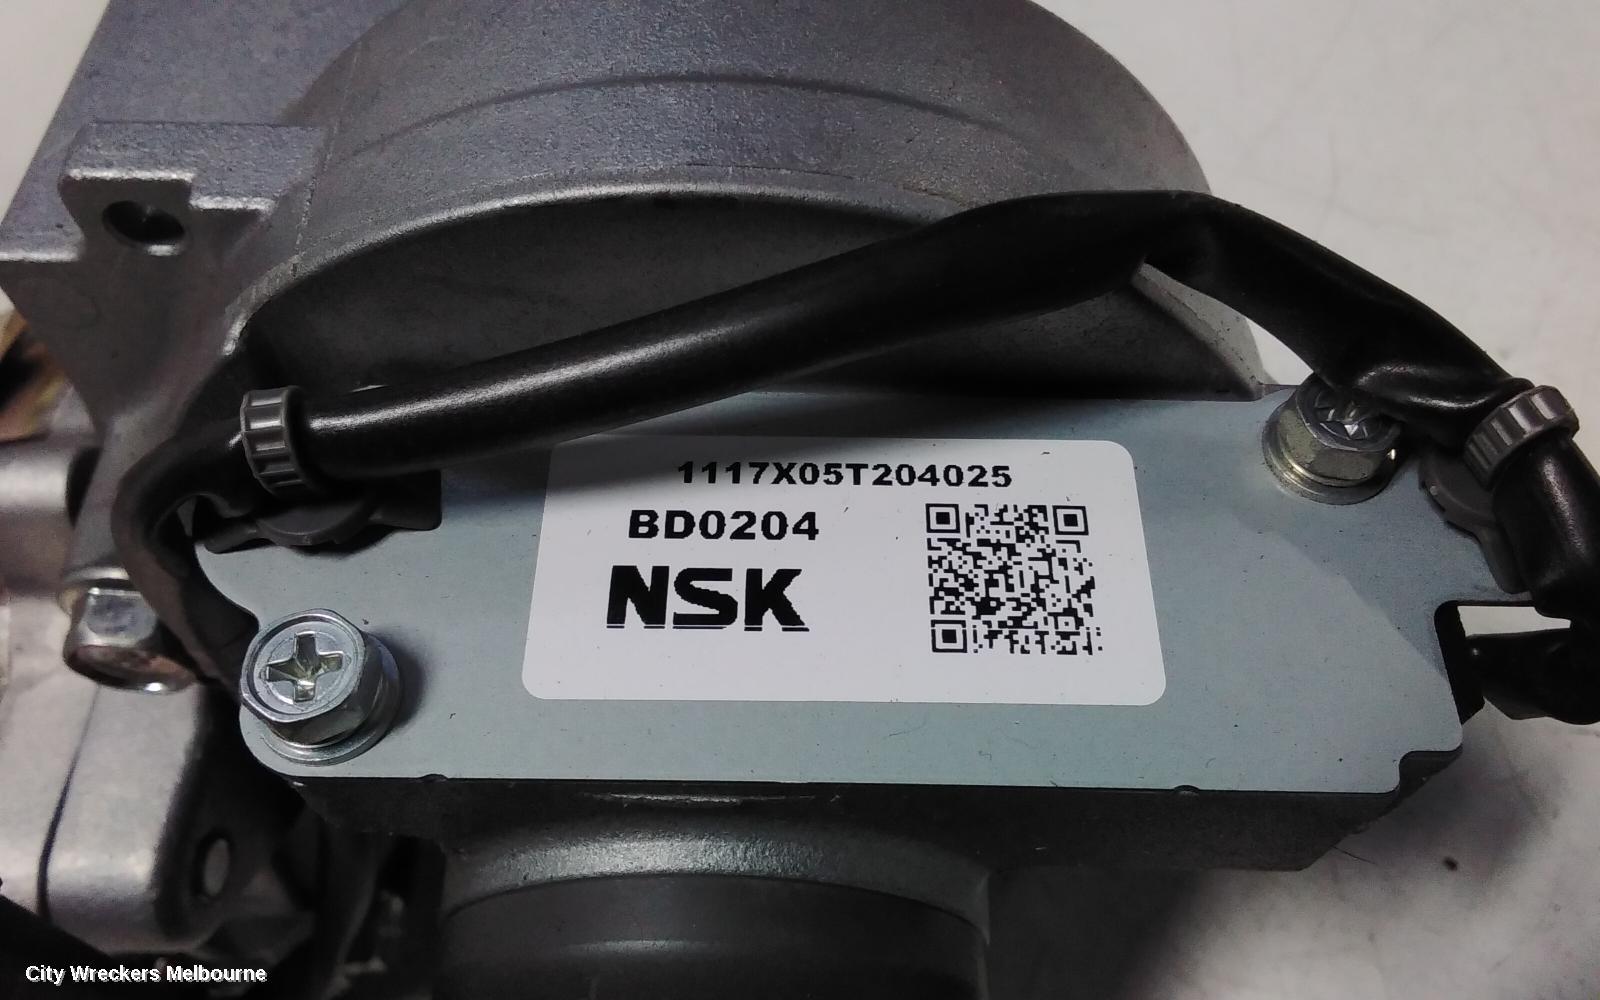 1117X05T204025
BD0204
NSK
City Wreckers Melbourne